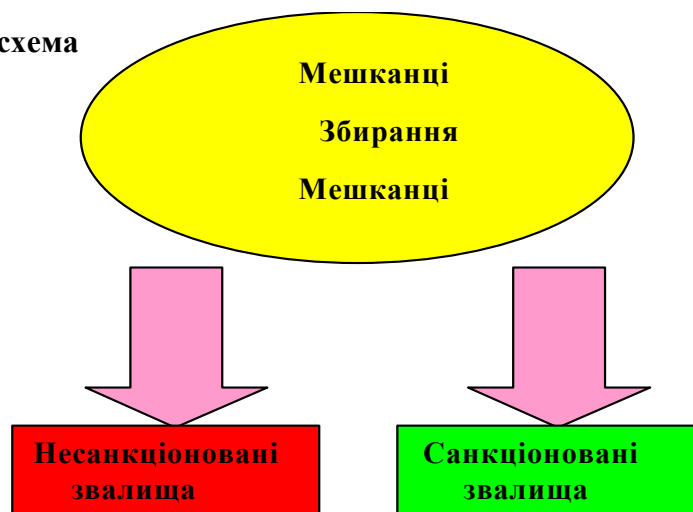 схема
Мешканці
Збирання
Мешканці
Несанкціоновані
звалища
Санкціоновані
звалища